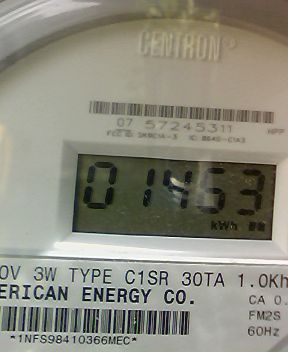 CENTRON®
07 57245311
HPP
01453
kWh
0V 3W TYPE C1SR 30TA 1.0Kh
ERICAN ENERGY CO.
CA 0.
FM2S
60Hz
*1NFS98410366MEC*